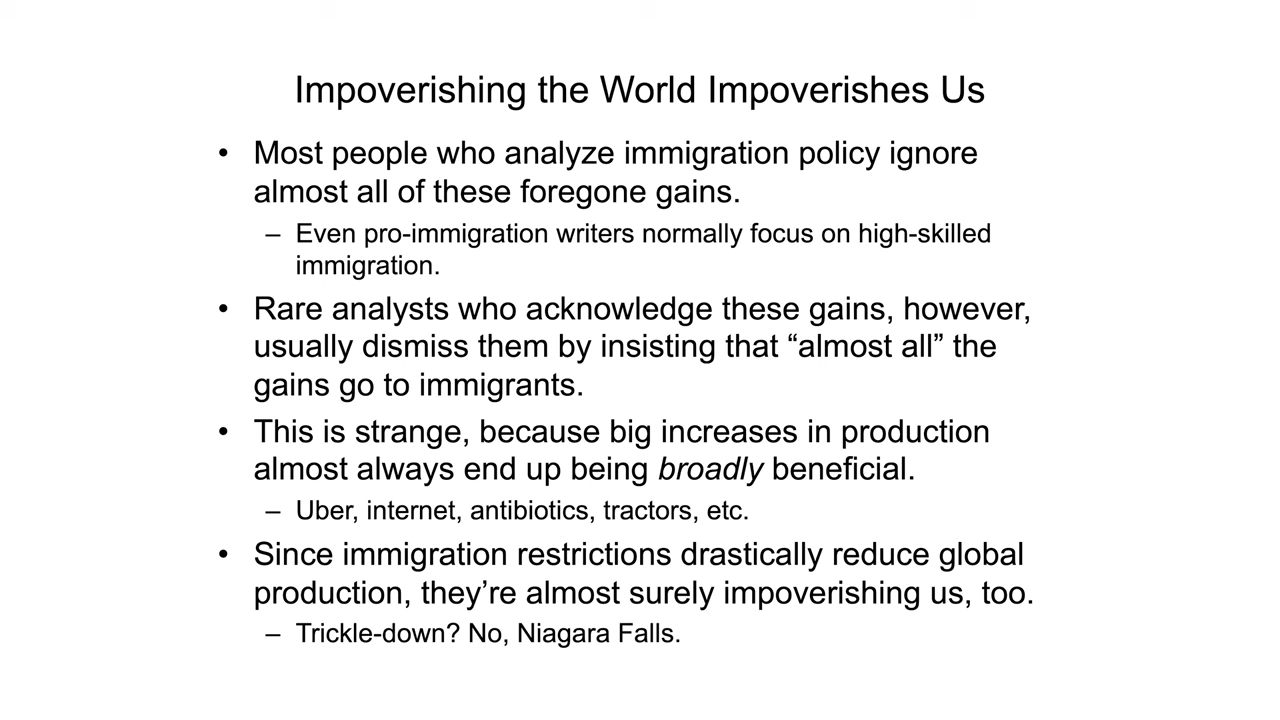 Impoverishing the World Impoverishes Us
• Most people who analyze immigration policy ignore
almost all of these foregone gains.
– Even pro-immigration writers normally focus on high-skilled
immigration.
• Rare analysts who acknowledge these gains, however,
usually dismiss them by insisting that “almost all” the
gains go to immigrants.
• This is strange, because big increases in production
almost always end up being broadly beneficial.
– Uber, internet, antibiotics, tractors, etc.
• Since immigration restrictions drastically reduce global
production, they’re almost surely impoverishing us, too.
– Trickle-down? No, Niagara Falls.